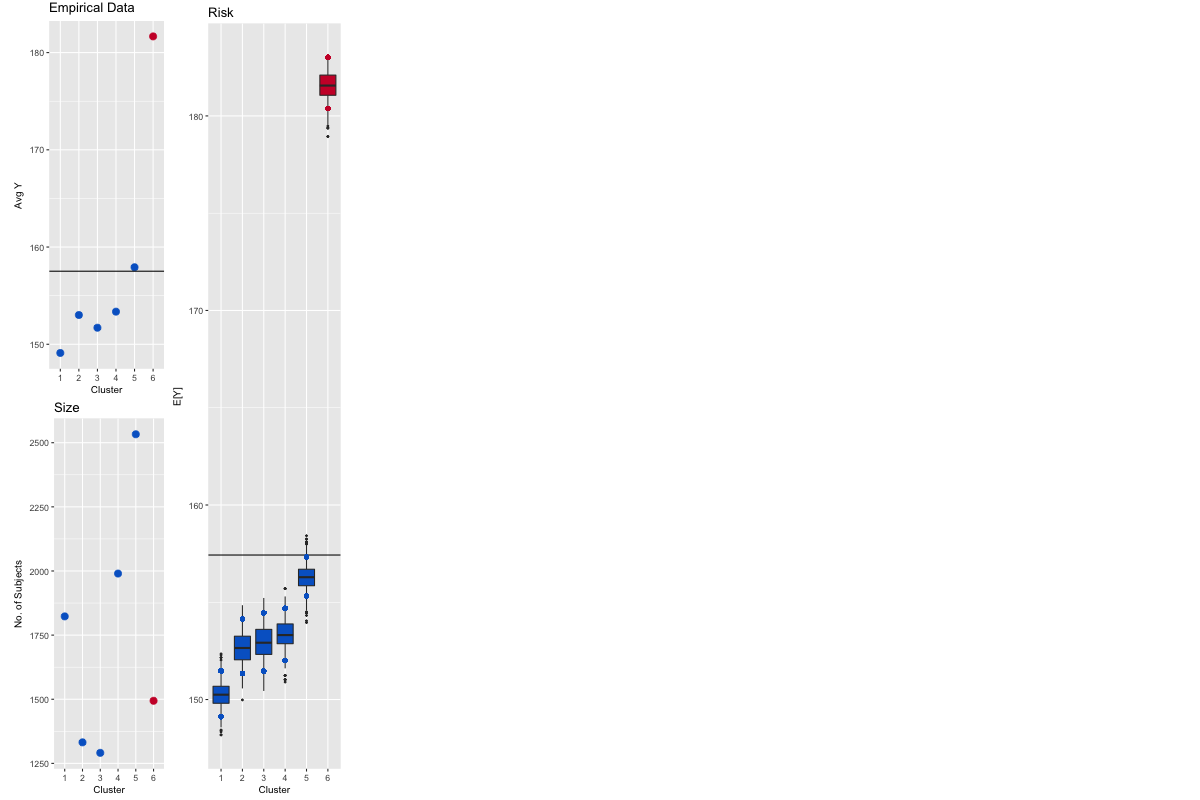 Empirical Data
180
170
160
150
Avg Y
1 2 3 4 5 6
Cluster
Size
2500
2250
2000
1750
1500
1250
No. of Subjects
1 2 3 4 5 6
Cluster
Risk
180
170
160
150
E[Y]
1 2 3 4 5 6
Cluster